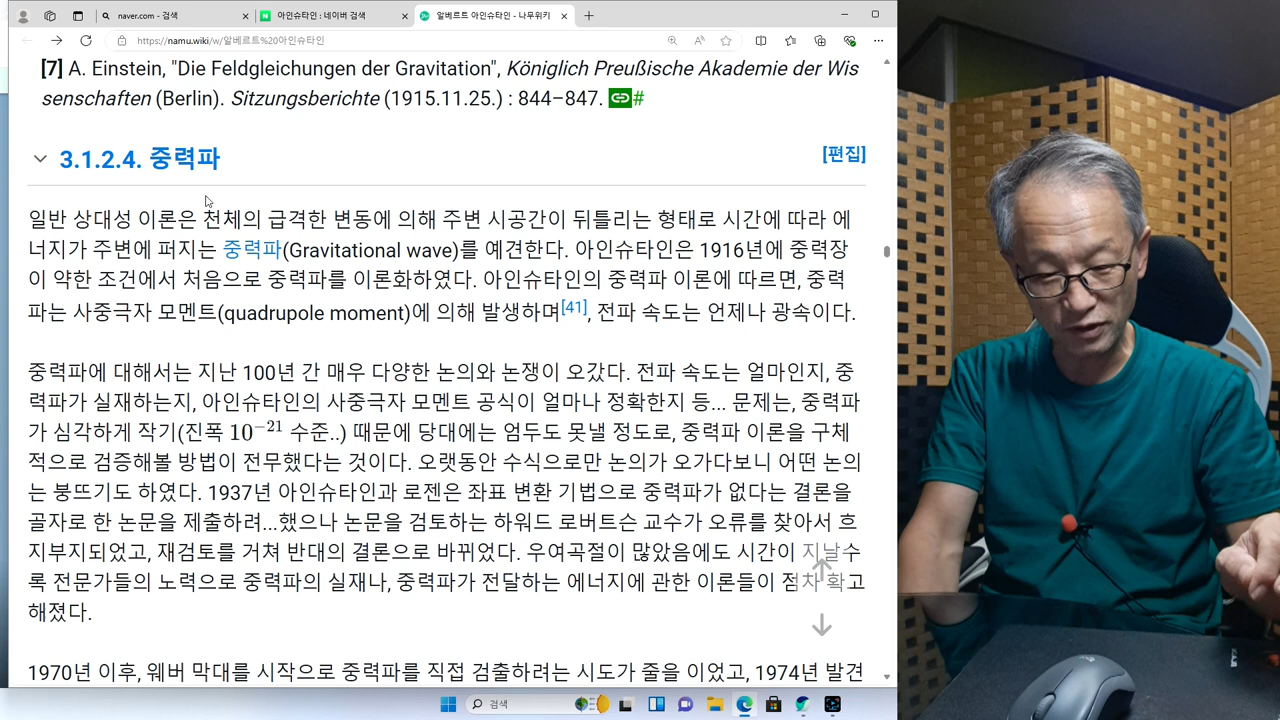 naver.com - 검색
아인슈타인 : 네이버 검색
알베르트 아인슈타인 - 나무위키
https://namu.wiki/w/알베르트%20아인슈타인
[7] A. Einstein, "Die Feldgleichungen der Gravitation", Königlich Preußische Akademie der Wis
senschaften (Berlin). Sitzungsberichte (1915.11.25.) : 844–847. #
3.1.2.4. 중력파
[편집]
일반 상대성 이론은 천체의 급격한 변동에 의해 주변 시공간이 뒤틀리는 형태로 시간에 따라 에
너지가 주변에 퍼지는 중력파(Gravitational wave)를 예견한다. 아인슈타인은 1916년에 중력장
이 약한 조건에서 처음으로 중력파를 이론화하였다. 아인슈타인의 중력파 이론에 따르면, 중력
파는 사중극자 모멘트(quadrupole moment)에 의해 발생하며[41], 전파 속도는 언제나 광속이다.
중력파에 대해서는 지난 100년 간 매우 다양한 논의와 논쟁이 오갔다. 전파 속도는 얼마인지, 중
력파가 실재하는지, 아인슈타인의 사중극자 모멘트 공식이 얼마나 정확한지 등... 문제는, 중력파
가 심각하게 작기(진폭 10⁻²¹ 수준..) 때문에 당대에는 엄두도 못낼 정도로, 중력파 이론을 구체
적으로 검증해볼 방법이 전무했다는 것이다. 오랫동안 수식으로만 논의가 오가다보니 어떤 논의
는 붕뜨기도 하였다. 1937년 아인슈타인과 로젠은 좌표 변환 기법으로 중력파가 없다는 결론을
골자로 한 논문을 제출하려...했으나 논문을 검토하는 하워드 로버트슨 교수가 오류를 찾아서 흐
지부지되었고, 재검토를 거쳐 반대의 결론으로 바뀌었다. 우여곡절이 많았음에도 시간이 지날수
록 전문가들의 노력으로 중력파의 실재나, 중력파가 전달하는 에너지에 관한 이론들이 점차 확고
해졌다.
1970년 이후, 웨버 막대를 시작으로 중력파를 직접 검출하려는 시도가 줄을 이었고, 1974년 발견
검색